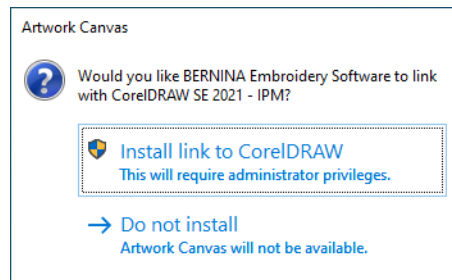 Artwork Canvas
Would you like BERNINA Embroidery Software to link
with CorelDRAW SE 2021 - IPM?
Install link to CorelDRAW
This will require administrator privileges.
Do not install
Artwork Canvas will not be available.